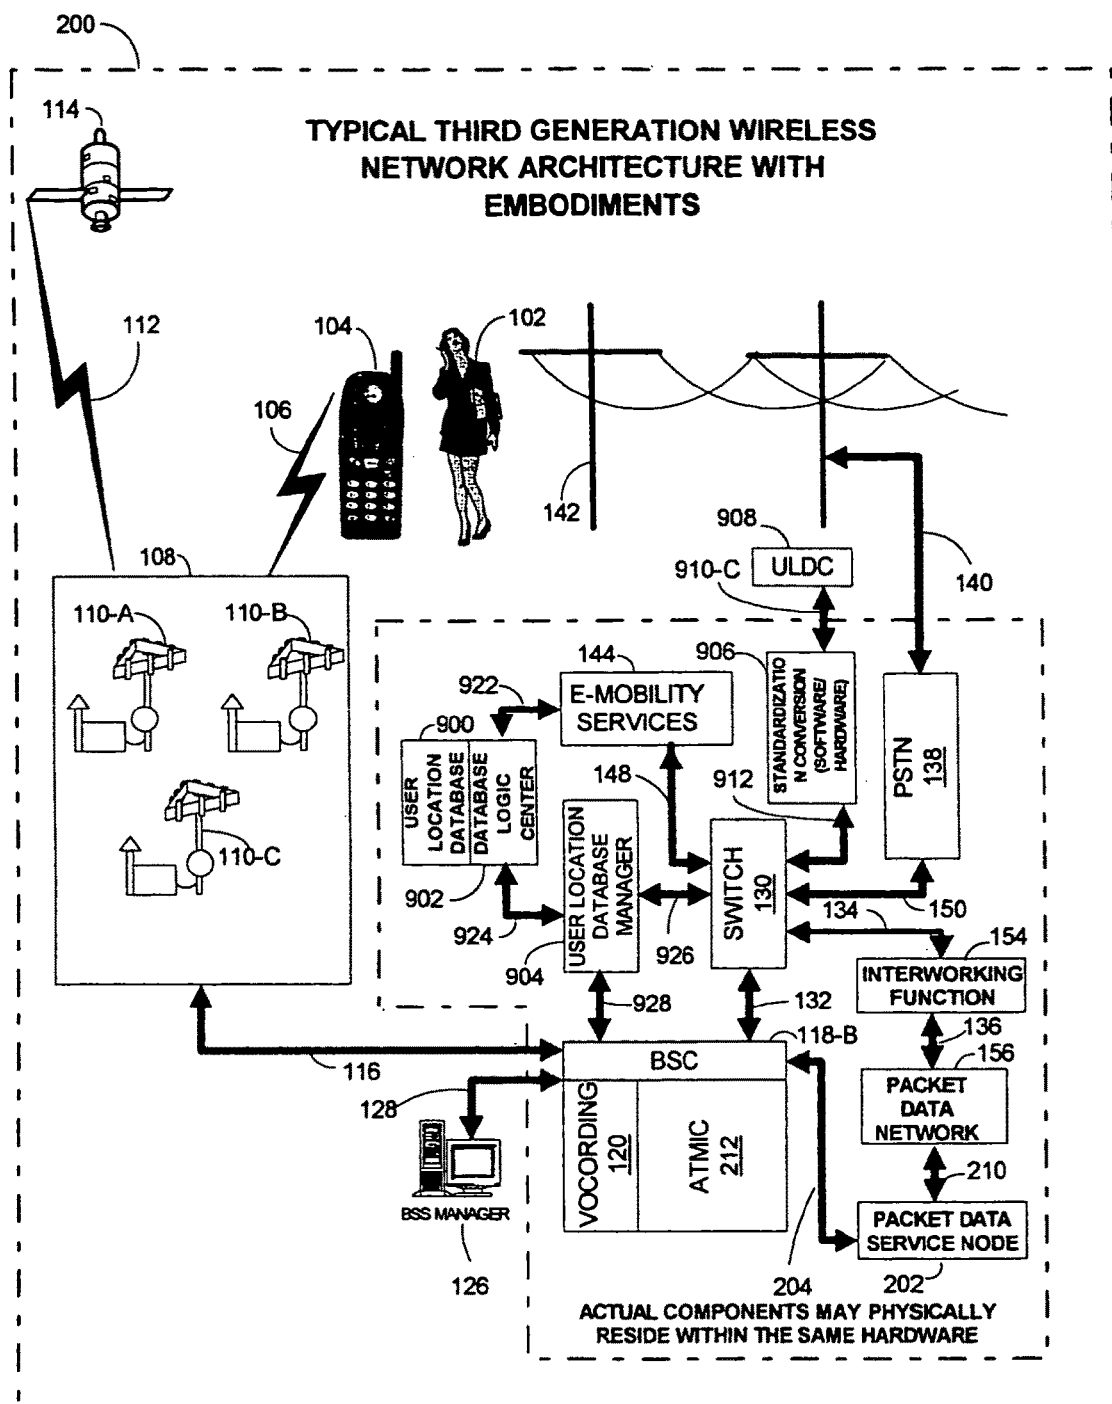 200
114
TYPICAL THIRD GENERATION WIRELESS
NETWORK ARCHITECTURE WITH
EMBODIMENTS
112
104
102
106
142
908
ULDC
910-C
140
108
110-A
110-B
110-C
144
E-MOBILITY
SERVICES
922
906
STANDARDIZATIO
N CONVERSION
(SOFTWARE/
HARDWARE)
PSTN
138
900
USER
LOCATION
DATABASE
DATABASE
LOGIC
CENTER
148
912
902
USER LOCATION
DATABASE
MANAGER
SWITCH
130
924
904
926
150
134
154
INTERWORKING
FUNCTION
928
132
136
118-B
BSC
156
PACKET
DATA
NETWORK
116
128
VOCORDING
120
ATMIC
212
210
BSS MANAGER
126
PACKET DATA
SERVICE NODE
204
202
ACTUAL COMPONENTS MAY PHYSICALLY
RESIDE WITHIN THE SAME HARDWARE